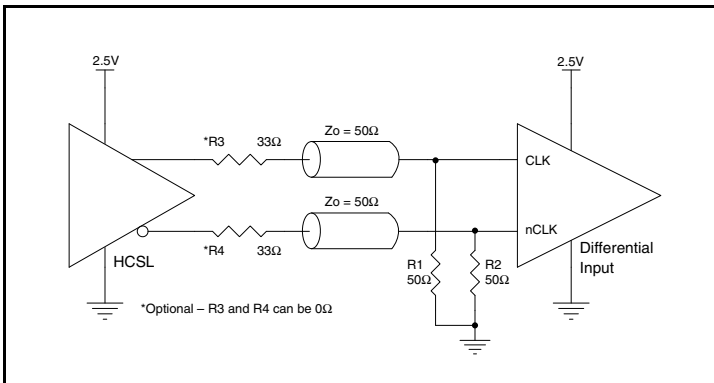 2.5V
2.5V
*R3 33Ω
Zo = 50Ω
CLK
Zo = 50Ω
nCLK
*R4 33Ω
HCSL
R1
50Ω
R2
50Ω
Differential
Input
*Optional – R3 and R4 can be 0Ω